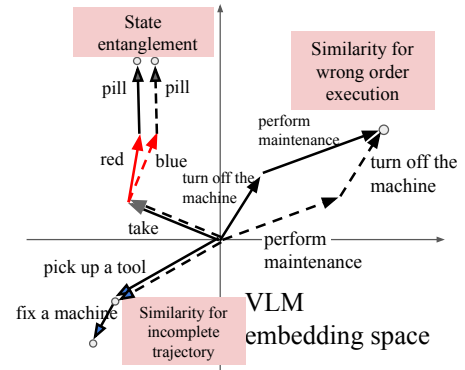 State
entanglement
Similarity for
wrong order
execution
pill
pill
red
blue
take
perform
maintenance
turn off the
machine
turn off the
machine
perform
maintenance
pick up a tool
fix a machine
Similarity for
incomplete
trajectory
VLM
embedding space